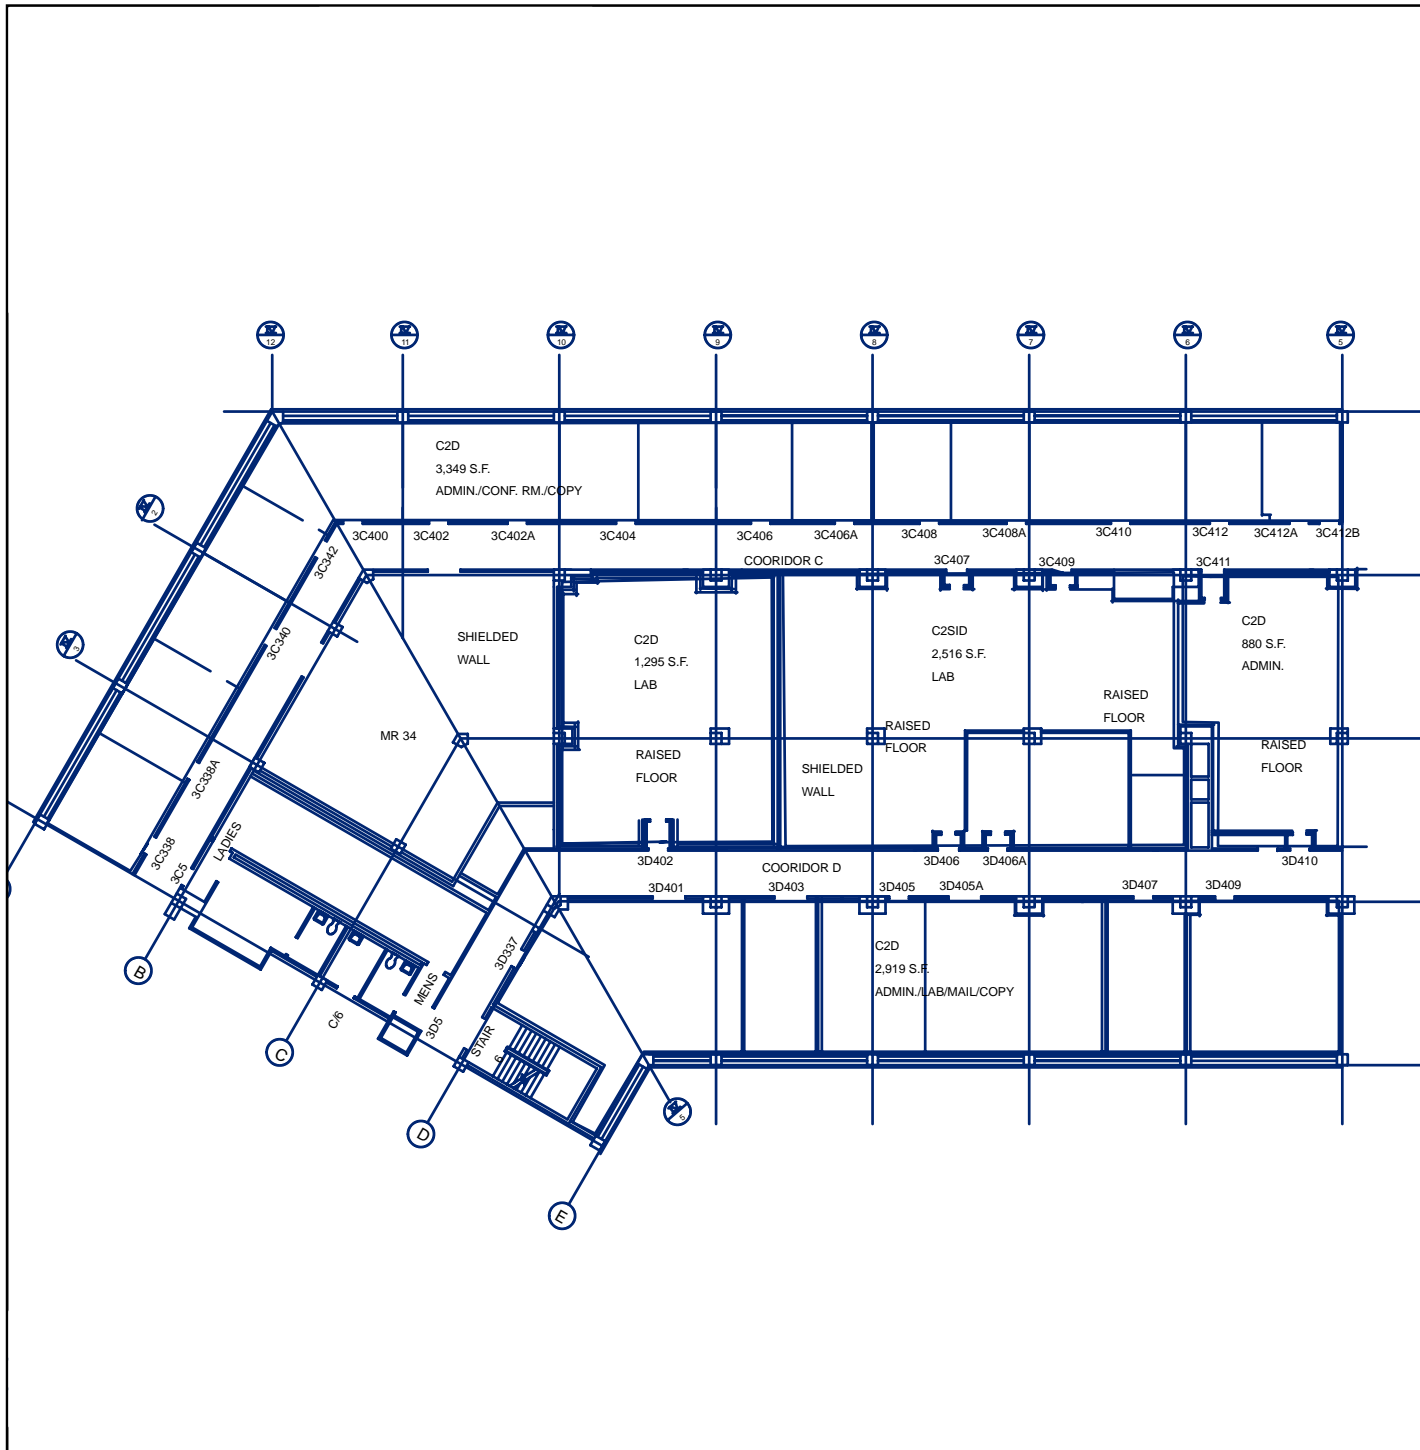 12
11
10
9
8
7
6
5
2
3
C2D
3,349 S.F.
ADMIN./CONF. RM./COPY
3C400
3C402
3C402A
3C404
3C406
3C406A
3C408
3C408A
3C410
3C412
3C412A
3C412B
3C342
COORIDOR C
3C407
3C409
3C411
3C340
SHIELDED
WALL
C2D
1,295 S.F.
LAB
C2SID
2,516 S.F.
LAB
C2D
880 S.F.
ADMIN.
RAISED
FLOOR
MR 34
RAISED
FLOOR
RAISED
FLOOR
RAISED
FLOOR
SHIELDED
WALL
3C338A
3C338
3C5
LADIES
3D402
COORIDOR D
3D406
3D406A
3D410
3D401
3D403
3D405
3D405A
3D407
3D409
3D337
C2D
2,919 S.F.
ADMIN./LAB/MAIL/COPY
MENS
3D5
C/6
STAIR
6
B
C
D
E
5